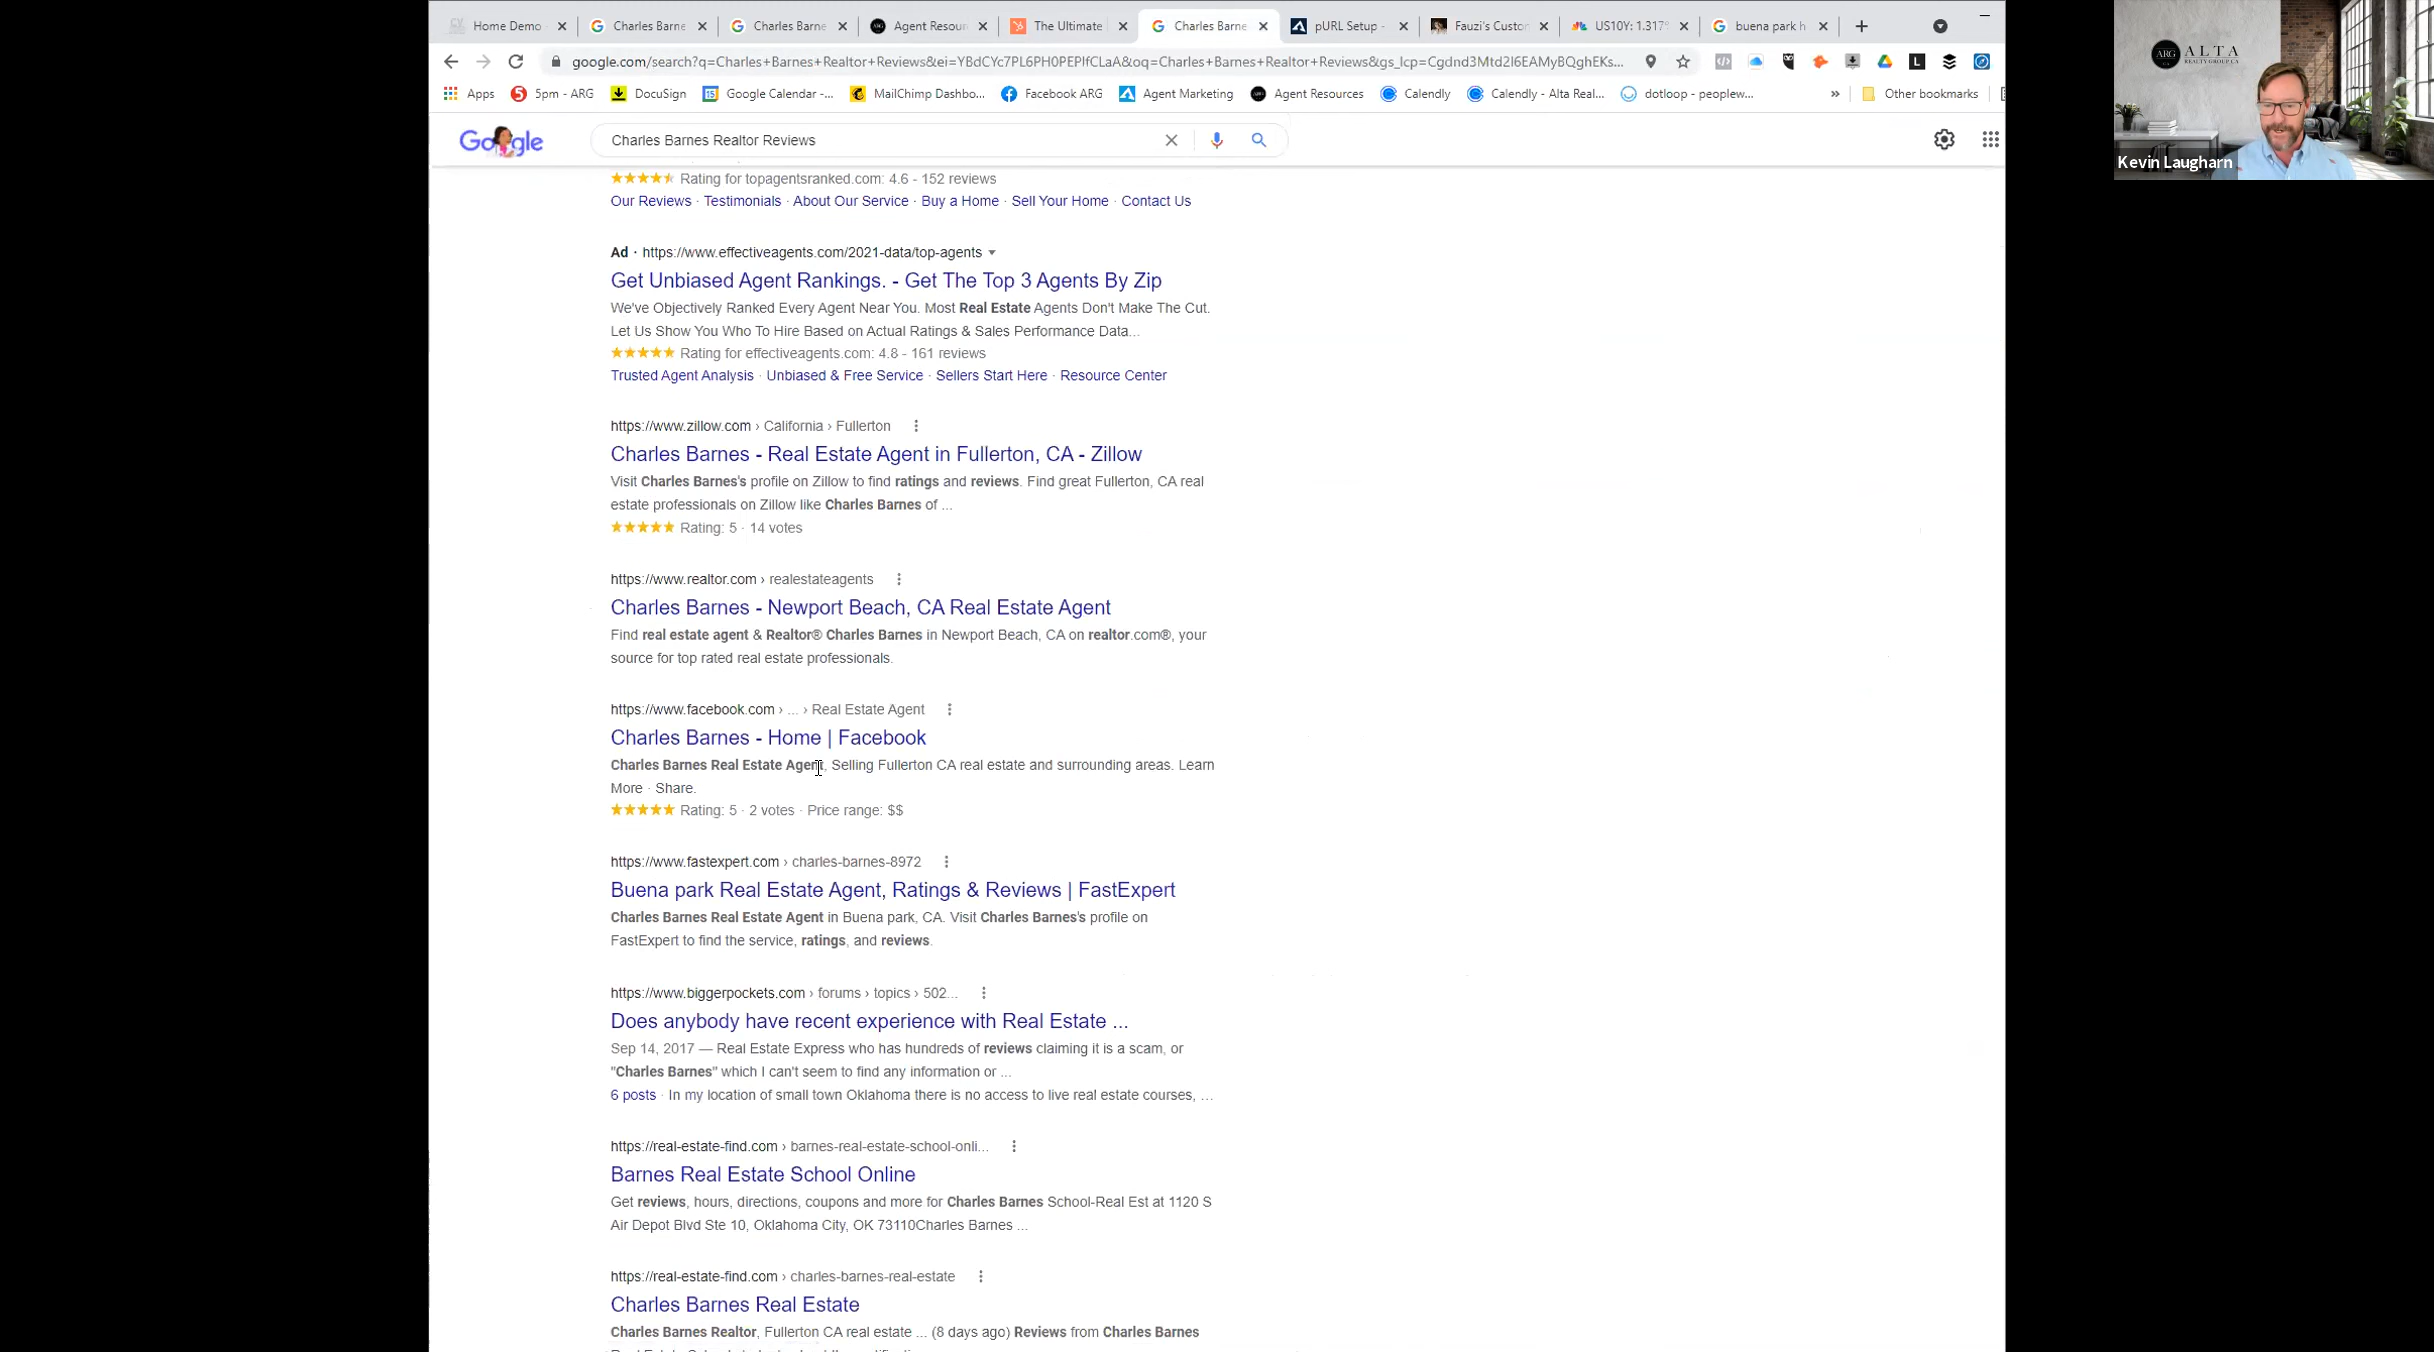 Home Demo
Charles Barne
Charles Barne
Agent Resour
The Ultimate
Charles Barne
pURL Setup -
Fauzi's Custor
US10Y: 1.317%
buena park h
google.com/search?q=Charles+Barnes+Realtor+Reviews&ei=YBdCYc7PL6PH0PEPlfCLaA&oq=Charles+Barnes+Realtor+Reviews&gs_lcp=Cgdnd3Mtd2l6EAMyBQghEKs...
Apps
5pm - ARG
DocuSign
Google Calendar -...
MailChimp Dashbo...
Facebook ARG
Agent Marketing
Agent Resources
Calendly
Calendly - Alta Real...
dotloop - peoplew...
»
Other bookmarks
Google
Charles Barnes Realtor Reviews
Rating for topagentsranked.com: 4.6 - 152 reviews
Our Reviews · Testimonials · About Our Service · Buy a Home · Sell Your Home · Contact Us
Ad · https://www.effectiveagents.com/2021-data/top-agents
Get Unbiased Agent Rankings. - Get The Top 3 Agents By Zip
We've Objectively Ranked Every Agent Near You. Most Real Estate Agents Don't Make The Cut.
Let Us Show You Who To Hire Based on Actual Ratings & Sales Performance Data...
Rating for effectiveagents.com: 4.8 - 161 reviews
Trusted Agent Analysis · Unbiased & Free Service · Sellers Start Here · Resource Center
https://www.zillow.com › California › Fullerton
Charles Barnes - Real Estate Agent in Fullerton, CA - Zillow
Visit Charles Barnes's profile on Zillow to find ratings and reviews. Find great Fullerton, CA real
estate professionals on Zillow like Charles Barnes of ...
Rating: 5 · 14 votes
https://www.realtor.com › realestateagents
Charles Barnes - Newport Beach, CA Real Estate Agent
Find real estate agent & Realtor® Charles Barnes in Newport Beach, CA on realtor.com®, your
source for top rated real estate professionals.
https://www.facebook.com › ... › Real Estate Agent
Charles Barnes - Home | Facebook
Charles Barnes Real Estate Agent, Selling Fullerton CA real estate and surrounding areas. Learn
More · Share.
Rating: 5 · 2 votes · Price range: $$
https://www.fastexpert.com › charles-barnes-8972
Buena park Real Estate Agent, Ratings & Reviews | FastExpert
Charles Barnes Real Estate Agent in Buena park, CA. Visit Charles Barnes's profile on
FastExpert to find the service, ratings, and reviews.
https://www.biggerpockets.com › forums › topics › 502...
Does anybody have recent experience with Real Estate ...
Sep 14, 2017 — Real Estate Express who has hundreds of reviews claiming it is a scam, or
"Charles Barnes" which I can't seem to find any information or ...
6 posts · In my location of small town Oklahoma there is no access to live real estate courses, ...
https://real-estate-find.com › barnes-real-estate-school-onli...
Barnes Real Estate School Online
Get reviews, hours, directions, coupons and more for Charles Barnes School-Real Est at 1120 S
Air Depot Blvd Ste 10, Oklahoma City, OK 73110Charles Barnes ...
https://real-estate-find.com › charles-barnes-real-estate
Charles Barnes Real Estate
Charles Barnes Realtor, Fullerton CA real estate ... (8 days ago) Reviews from Charles Barnes
ARG
ALTA
REALTY GROUP, CA
Kevin Laugharn